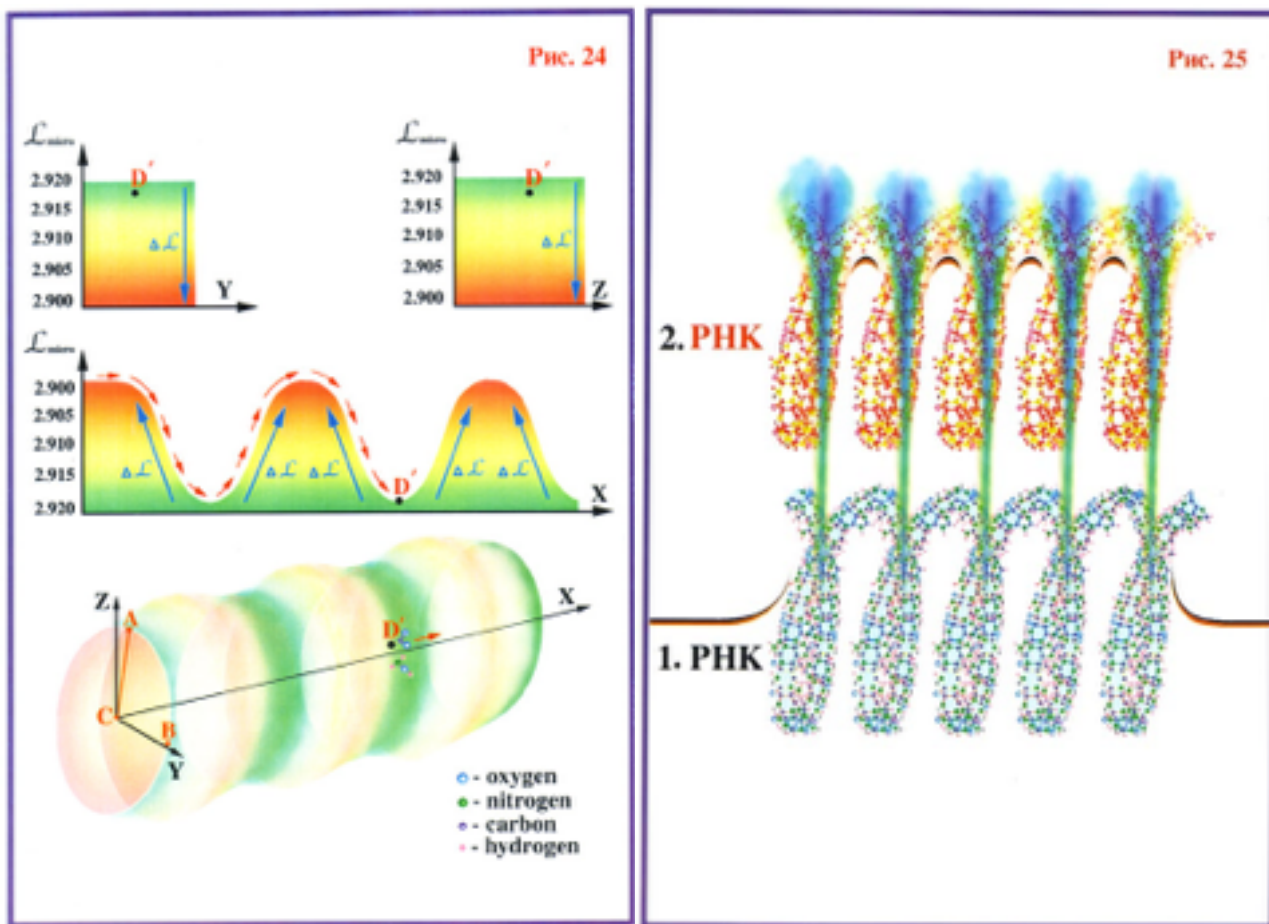 Рис. 24
ℒmicro
2.920
2.915
2.910
2.905
2.900
D′
Δℒ
Y
ℒmicro
2.920
2.915
2.910
2.905
2.900
D′
Δℒ
Z
ℒmicro
2.900
2.905
2.910
2.915
2.920
Δℒ
Δℒ
Δℒ
Δℒ
Δℒ
D′
X
Z
A
C
B
Y
D′
X
- oxygen
- nitrogen
- carbon
- hydrogen
Рис. 25
2. РНК
1. РНК